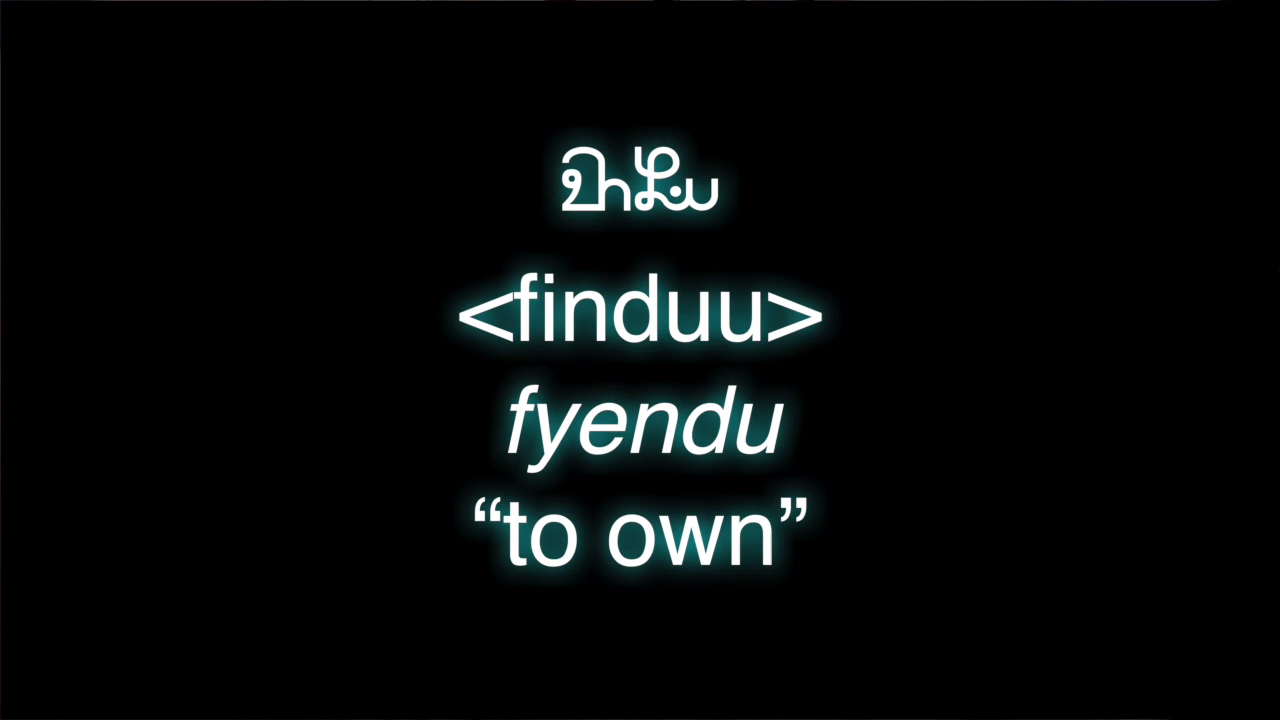 <finduu>
fyendu
“to own”